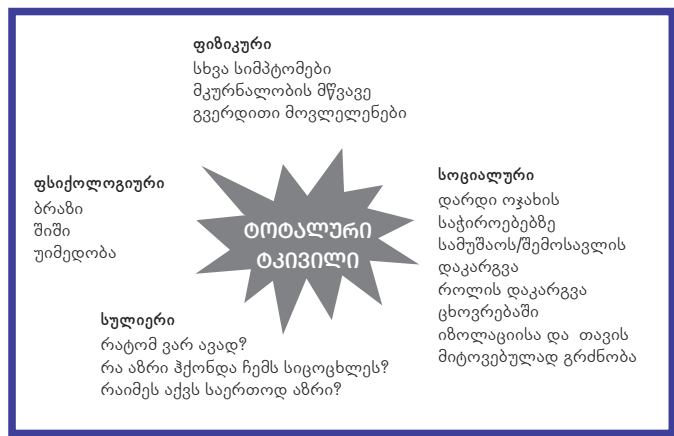 ფიზიკური
სხვა სიმპტომები
მკურნალობის მწვავე
გვერდითი მოვლელენები
ფსიქოლოგიური
ბრაზი
შიში
უიმედობა
ტოტალური
ტკივილი
სოციალური
დარდი ოჯახის
საჭიროებებზე
სამუშაოს/შემოსავლის
დაკარგვა
როლის დაკარგვა
ცხოვრებაში
იზოლაციისა და თავის
მიტოვებულად გრძნობა
სულიერი
რატომ ვარ ავად?
რა აზრი ჰქონდა ჩემს სიცოცხლეს?
რაიმეს აქვს საერთოდ აზრი?